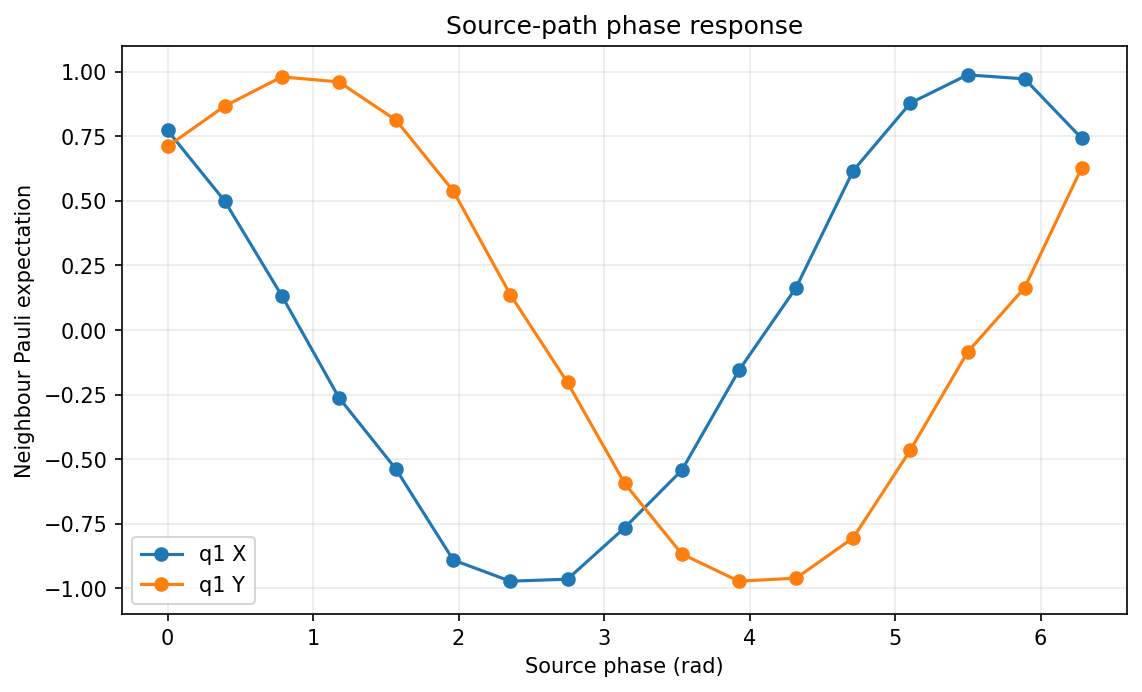 Source-path phase response
Neighbour Pauli expectation
1.00
0.75
0.50
0.25
0.00
−0.25
−0.50
−0.75
−1.00
q1 X
q1 Y
0 1 2 3 4 5 6
Source phase (rad)